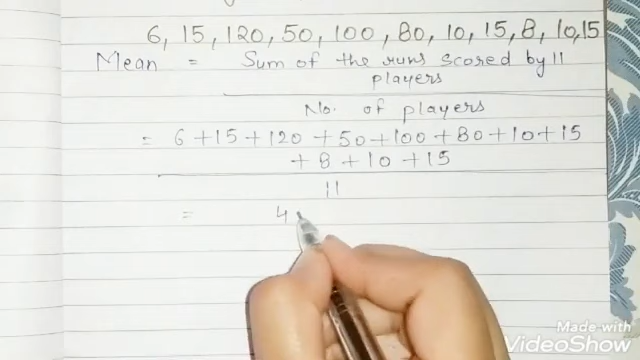 6, 15, 120, 50, 100, 80, 10, 15, 8, 10, 15
Mean = Sum of the runs scored by 11
players
No. of players
= 6 + 15 + 120 + 50 + 100 + 80 + 10 + 15
+ 8 + 10 + 15
11
= 4
Made with
VideoShow